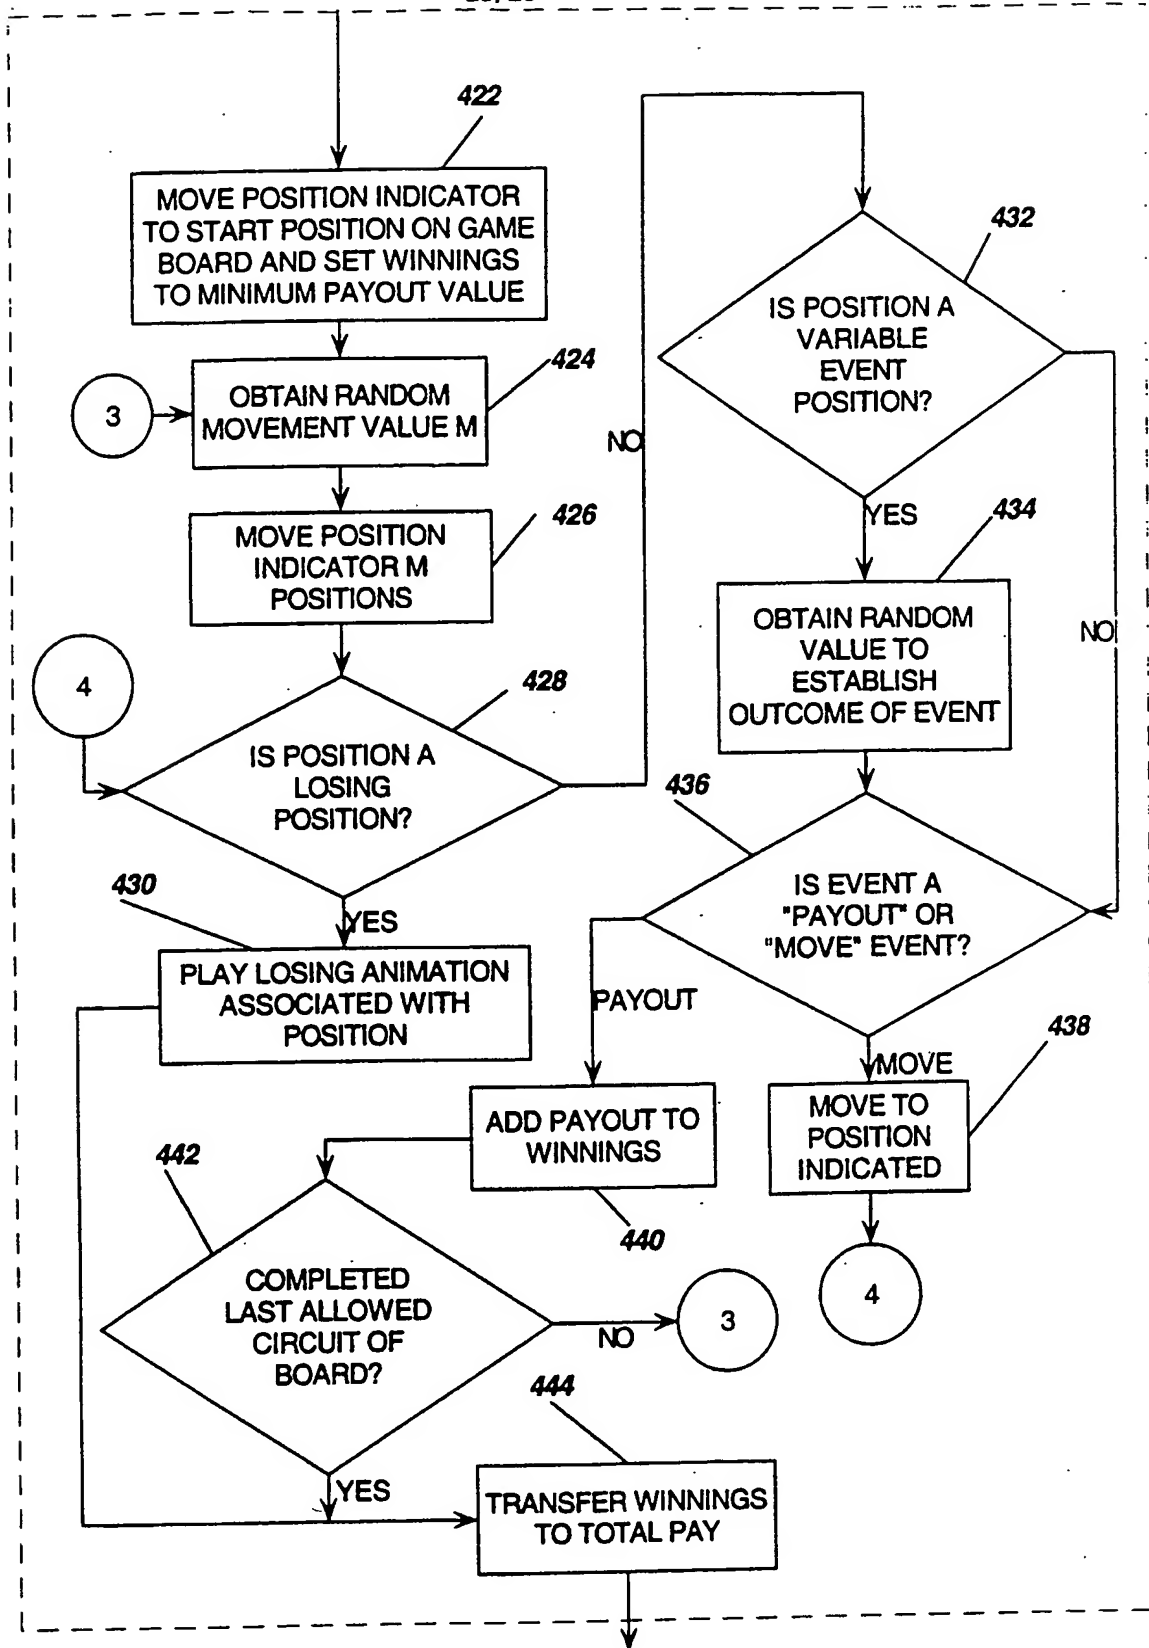 422
MOVE POSITION INDICATOR
TO START POSITION ON GAME
BOARD AND SET WINNINGS
TO MINIMUM PAYOUT VALUE
424
3
OBTAIN RANDOM
MOVEMENT VALUE M
426
MOVE POSITION
INDICATOR M
POSITIONS
4
428
IS POSITION A
LOSING
POSITION?
NO
430
YES
PLAY LOSING ANIMATION
ASSOCIATED WITH
POSITION
432
IS POSITION A
VARIABLE
EVENT
POSITION?
YES
NO
434
OBTAIN RANDOM
VALUE TO
ESTABLISH
OUTCOME OF EVENT
436
IS EVENT A
"PAYOUT" OR
"MOVE" EVENT?
PAYOUT
MOVE
438
MOVE TO
POSITION
INDICATED
4
ADD PAYOUT TO
WINNINGS
440
442
COMPLETED
LAST ALLOWED
CIRCUIT OF
BOARD?
NO
3
YES
444
TRANSFER WINNINGS
TO TOTAL PAY